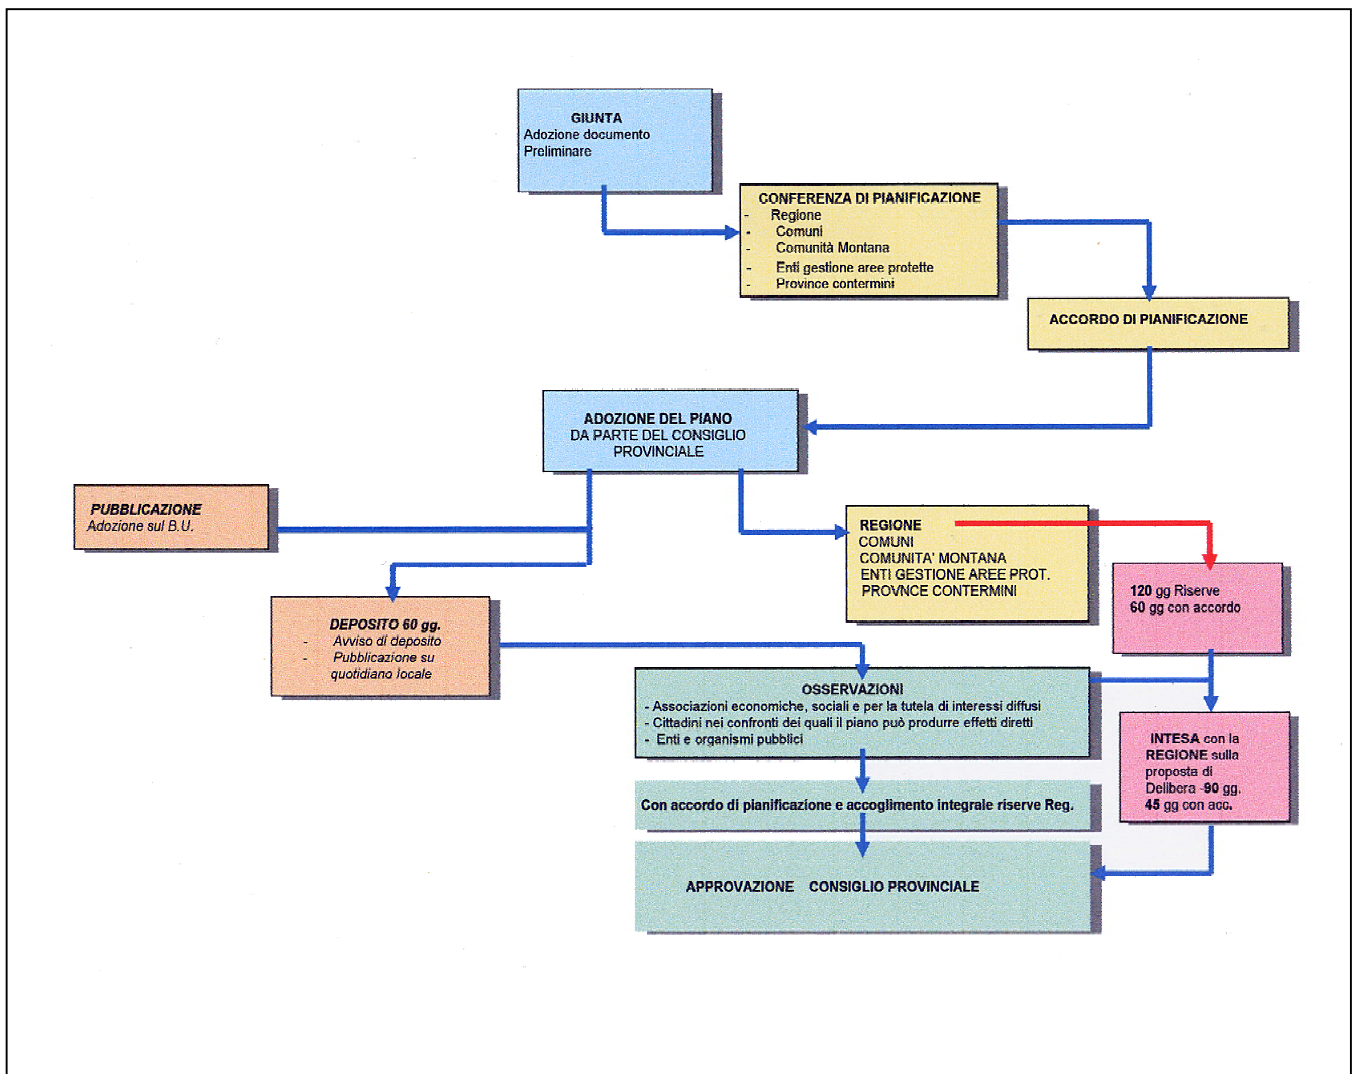 GIUNTA
Adozione documento
Preliminare
CONFERENZA DI PIANIFICAZIONE
- Regione
- Comuni
- Comunità Montana
- Enti gestione aree protette
- Province contermini
ACCORDO DI PIANIFICAZIONE
ADOZIONE DEL PIANO
DA PARTE DEL CONSIGLIO
PROVINCIALE
PUBBLICAZIONE
Adozione sul B.U.
REGIONE
COMUNI
COMUNITA' MONTANA
ENTI GESTIONE AREE PROT.
PROVNCE CONTERMINI
120 gg Riserve
60 gg con accordo
DEPOSITO 60 gg.
- Avviso di deposito
- Pubblicazione su
quotidiano locale
OSSERVAZIONI
- Associazioni economiche, sociali e per la tutela di interessi diffusi
- Cittadini nei confronti dei quali il piano può produrre effetti diretti
- Enti e organismi pubblici
INTESA con la
REGIONE sulla
proposta di
Delibera -90 gg.
45 gg con acc.
Con accordo di pianificazione e accoglimento integrale riserve Reg.
APPROVAZIONE CONSIGLIO PROVINCIALE